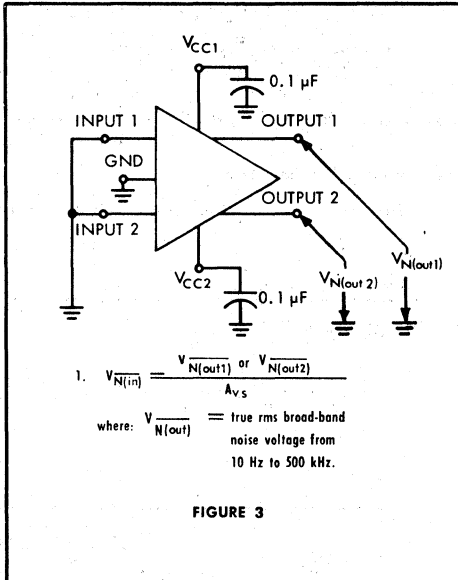 VCC1
0.1 µF
INPUT 1
OUTPUT 1
GND
INPUT 2
OUTPUT 2
VCC2
0.1 µF
VN(out 2)
VN(out1)
1. VN(in) = VN(out1) or VN(out2)
AVS
where: VN(out) = true rms broad-band
noise voltage from
10 Hz to 500 kHz.
FIGURE 3